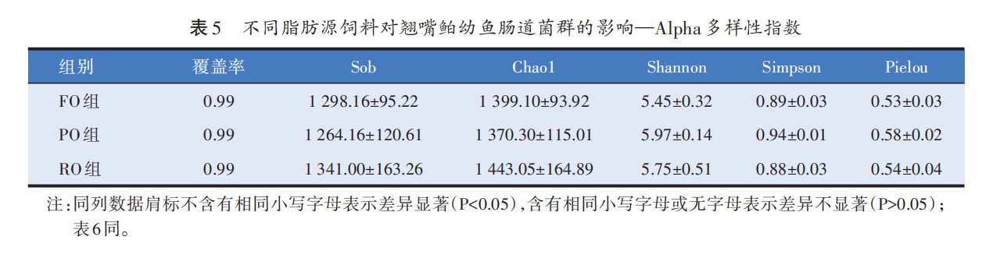 表5 不同脂肪源饲料对翘嘴鲌幼鱼肠道菌群的影响—Alpha多样性指数
组别 覆盖率 Sob Chao1 Shannon Simpson Pielou
FO组 0.99 1 298.16±95.22 1 399.10±93.92 5.45±0.32 0.89±0.03 0.53±0.03
PO组 0.99 1 264.16±120.61 1 370.30±115.01 5.97±0.14 0.94±0.01 0.58±0.02
RO组 0.99 1 341.00±163.26 1 443.05±164.89 5.75±0.51 0.88±0.03 0.54±0.04
注:同列数据肩标不含有相同小写字母表示差异显著(P<0.05),含有相同小写字母或无字母表示差异不显著(P>0.05);
表6同。